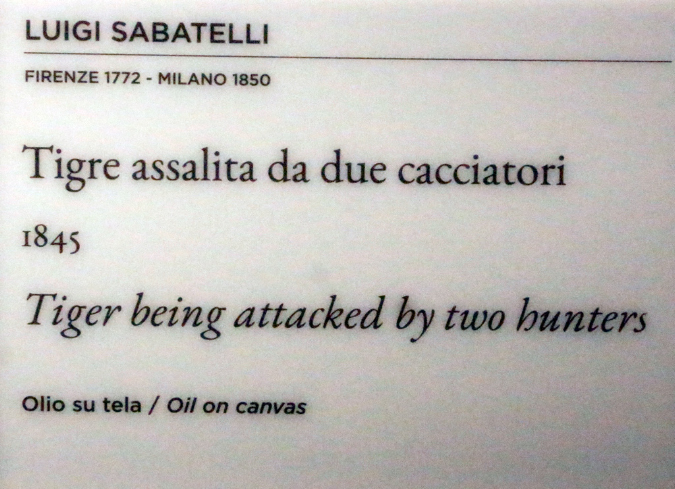 LUIGI SABATELLI
FIRENZE 1772 - MILANO 1850
Tigre assalita da due cacciatori
1845
Tiger being attacked by two hunters
Olio su tela / Oil on canvas